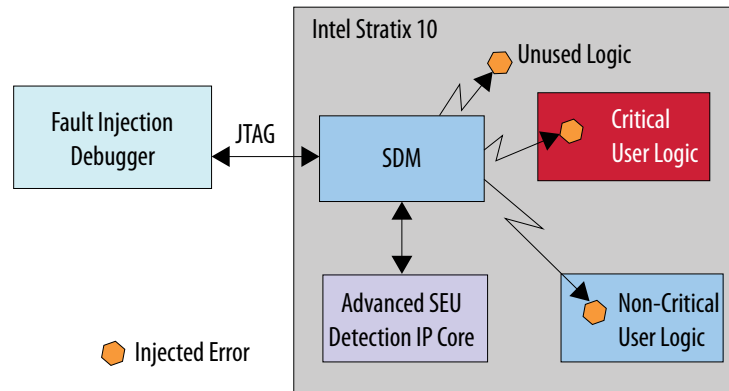 Intel Stratix 10
Unused Logic
Fault Injection
Debugger
JTAG
SDM
Critical
User Logic
Advanced SEU
Detection IP Core
Non-Critical
User Logic
Injected Error